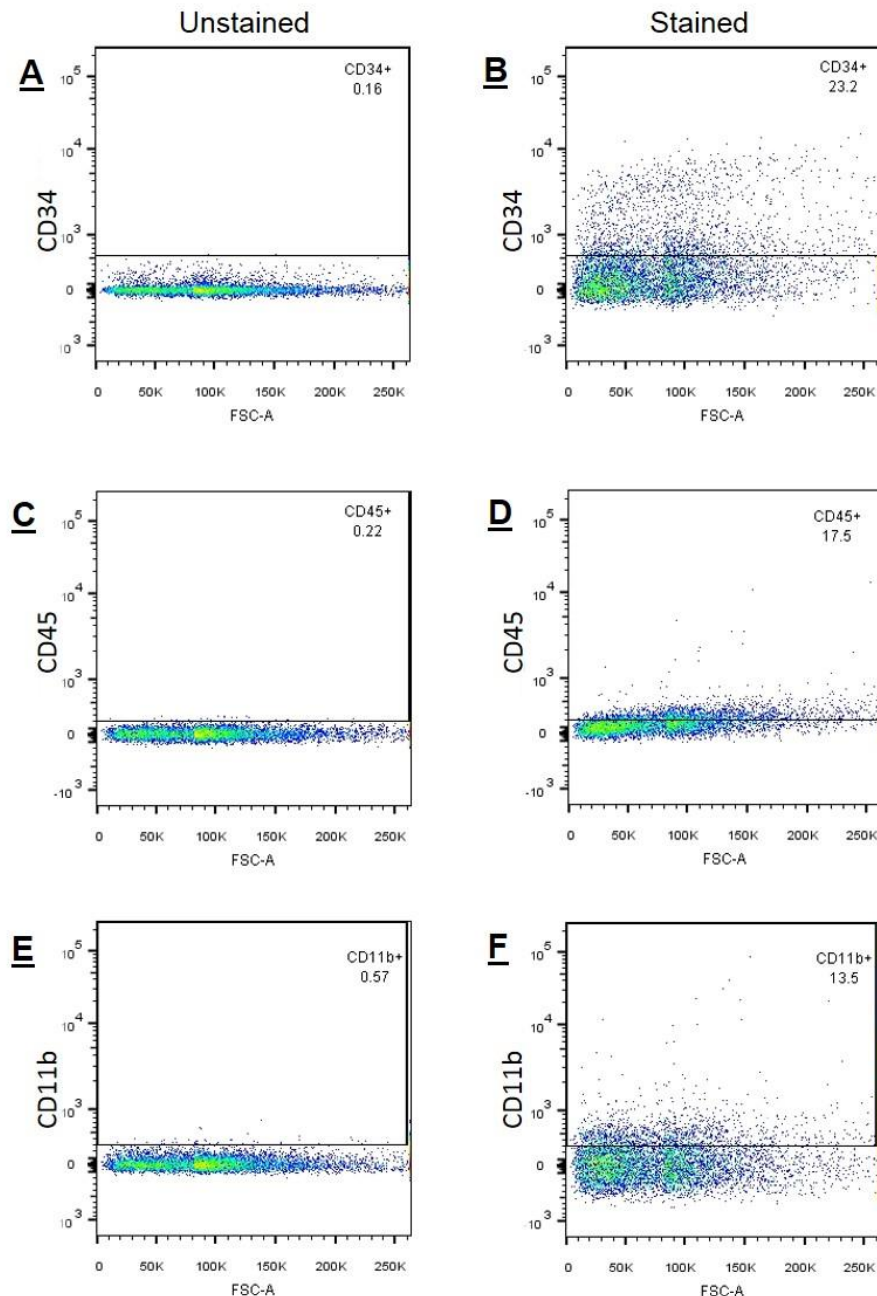 Unstained
Stained
A
CD34+
0.16
10^5
10^4
10^3
0
10^3
CD34
0 50K 100K 150K 200K 250K
FSC-A
B
CD34+
23.2
10^5
10^4
10^3
0
-10^3
CD34
0 50K 100K 150K 200K 250K
FSC-A
C
CD45+
0.22
10^5
10^4
10^3
0
-10^3
CD45
0 50K 100K 150K 200K 250K
FSC-A
D
CD45+
17.5
10^5
10^4
10^3
0
-10^3
CD45
0 50K 100K 150K 200K 250K
FSC-A
E
CD11b+
0.57
10^5
10^4
10^3
0
10^3
CD11b
0 50K 100K 150K 200K 250K
FSC-A
F
CD11b+
13.5
10^5
10^4
10^3
0
10^3
CD11b
0 50K 100K 150K 200K 250K
FSC-A